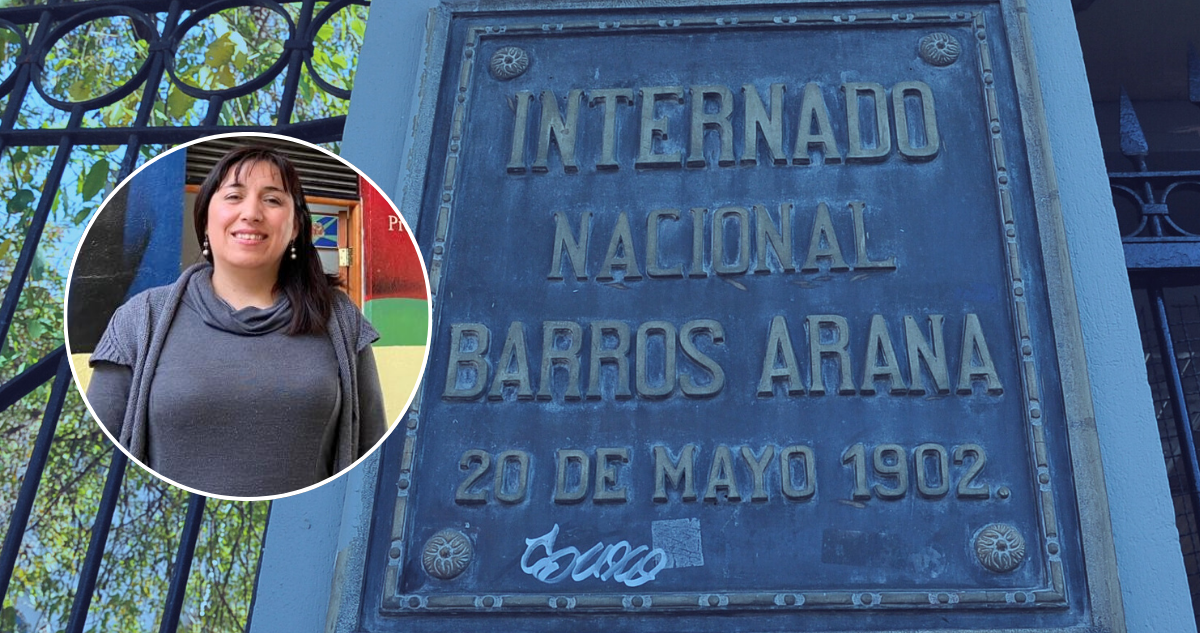 INTERNADO
NACIONAL
BARROS ARANA
20 DE MAYO 1902.